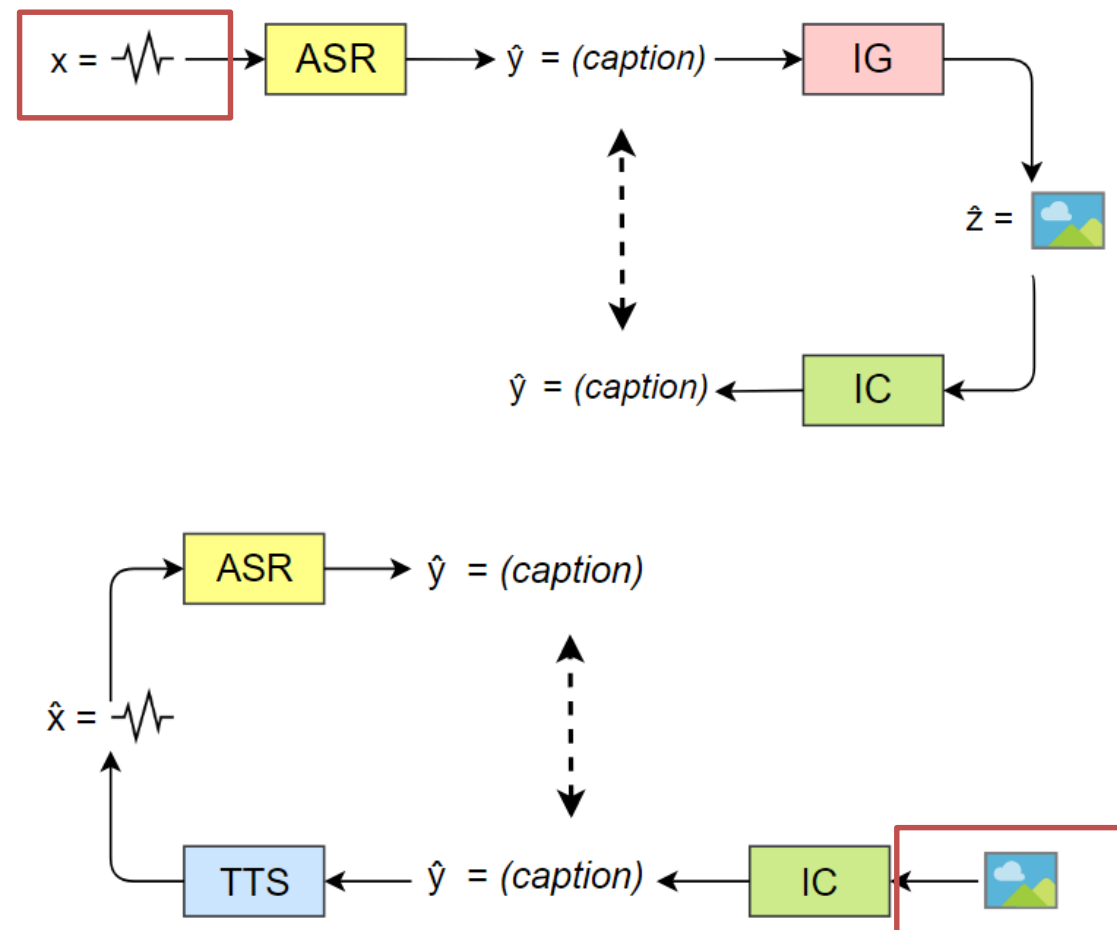 x =
ASR
ŷ = (caption)
IG
ẑ =
ŷ = (caption)
IC
ASR
ŷ = (caption)
x̂ =
TTS
ŷ = (caption)
IC